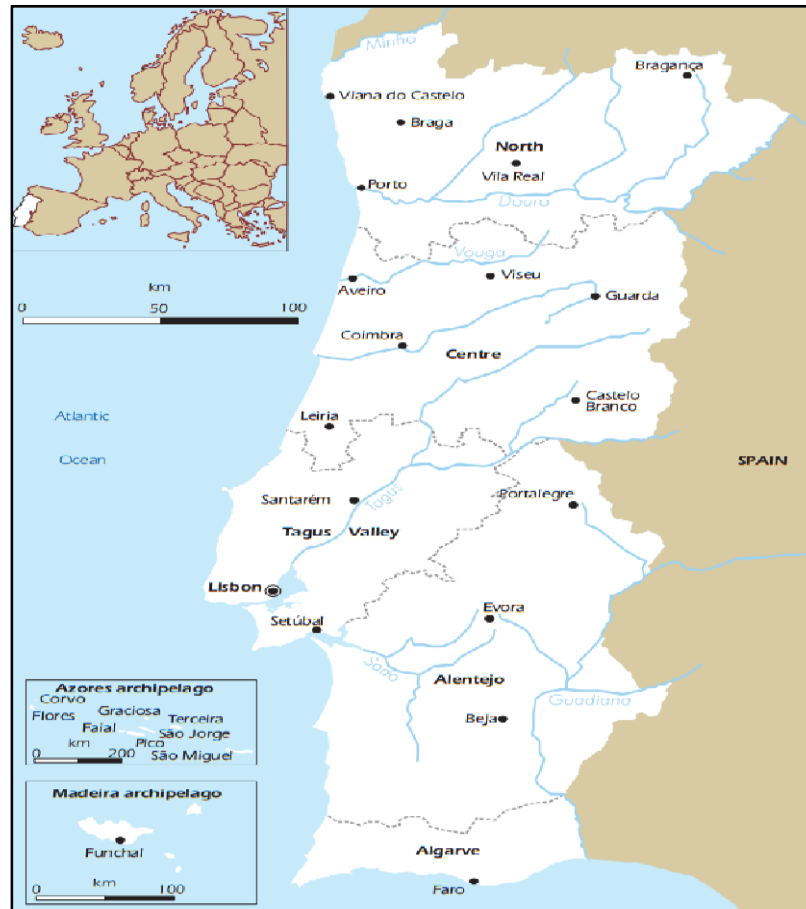 Minho
Bragança
Viana do Castelo
Braga
North
Vila Real
Porto
Douro
Vouga
Aveiro
Viseu
Guarda
km
0 50 100
Coimbra
Centre
Castelo
Branco
Atlantic
Ocean
Leiria
SPAIN
Santarém
Tagus
Portalegre
Tagus Valley
Lisbon
Setúbal
Evora
Sado
Alentejo
Guadiana
Beja
Azores archipelago
Corvo
Flores
Graciosa
Terceira
Faial
São Jorge
km
Pico
0 200
São Miguel
Madeira archipelago
Funchal
km
0 100
Algarve
Faro